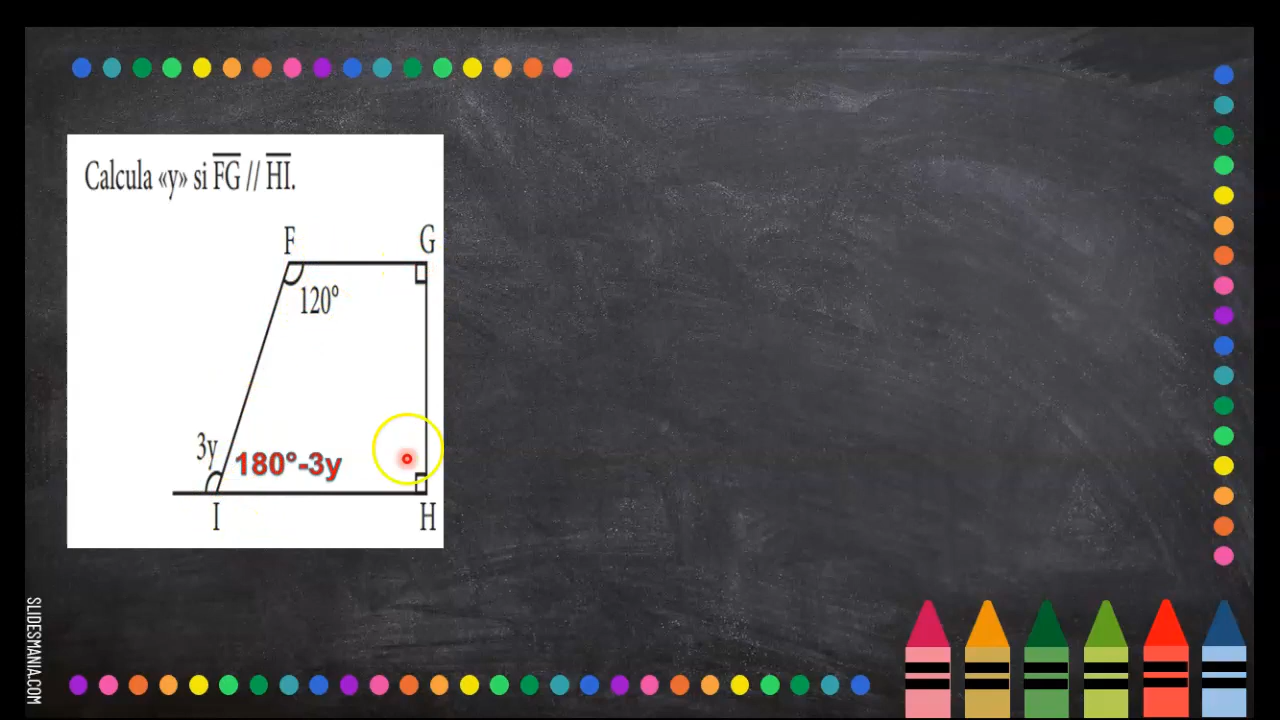 Calcula «y» si FG // HI.
F
G
120°
3y
180°-3y
I
H
SLIDESMANIA.COM